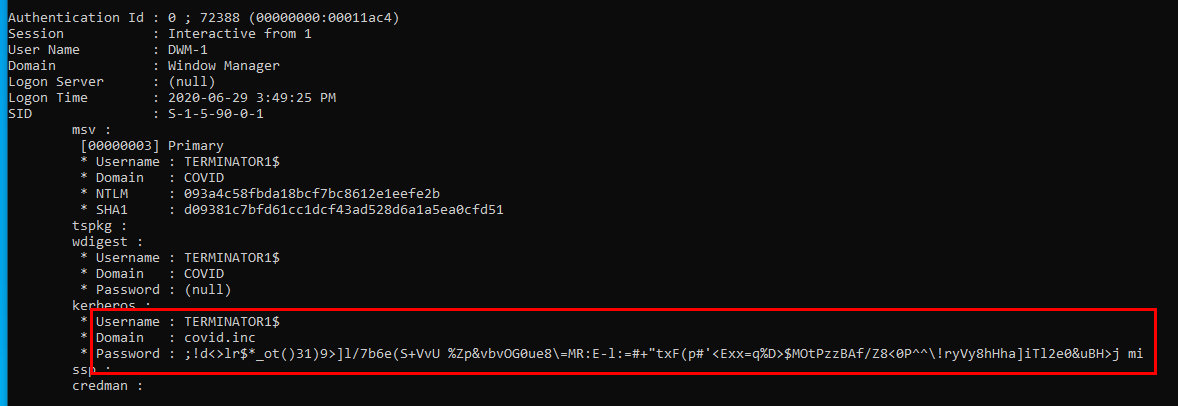 Authentication Id : 0 ; 72388 (00000000:00011ac4)
Session           : Interactive from 1
User Name         : DWM-1
Domain            : Window Manager
Logon Server      : (null)
Logon Time        : 2020-06-29 3:49:25 PM
SID               : S-1-5-90-0-1
        msv :
         [00000003] Primary
         * Username : TERMINATOR1$
         * Domain   : COVID
         * NTLM     : 093a4c58fbda18bcf7bc8612e1eefe2b
         * SHA1     : d09381c7bfd61cc1dcf43ad528d6a1a5ea0cfd51
        tspkg :
        wdigest :
         * Username : TERMINATOR1$
         * Domain   : COVID
         * Password : (null)
        kerberos :
         * Username : TERMINATOR1$
         * Domain   : covid.inc
         * Password : ;!d<>lr$*_ot()31)9>]l/7b6e(S+VvU %Zp&vbvOG0ue8\=MR:E-l:=#+"txF(p#'<Exx=q%D>$MOtPzzBAf/Z8<0P^^\!ryVy8hHha]iTl2e0&uBH>j mi
        ssp :
        credman :